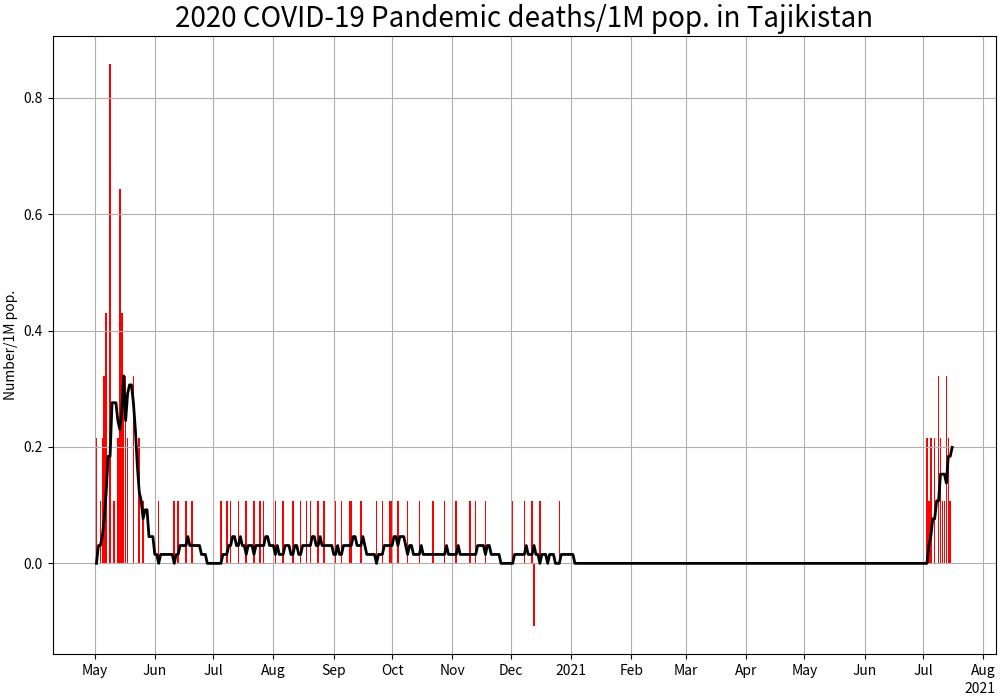 2020 COVID-19 Pandemic deaths/1M pop. in Tajikistan
Number/1M pop.
0.8
0.6
0.4
0.2
0.0
May Jun Jul Aug Sep Oct Nov Dec 2021 Feb Mar Apr May Jun Jul Aug
2021